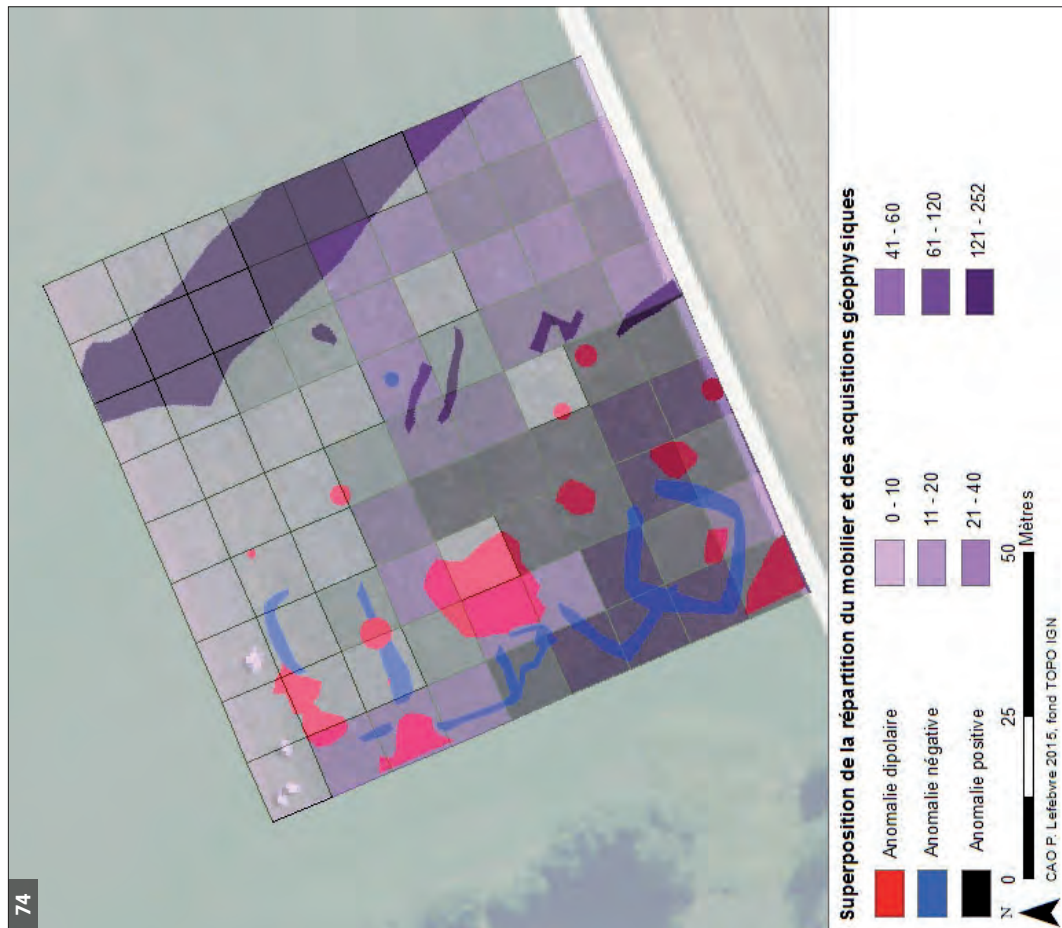 74
Superposition de la répartition du mobilier et des acquisitions géophysiques
Anomalie dipolaire
Anomalie négative
Anomalie positive
0 - 10
11 - 20
21 - 40
41 - 60
61 - 120
121 - 252
N
0 25 50
Mètres
CAO P. Lefebvre 2015, fond TOPO IGN